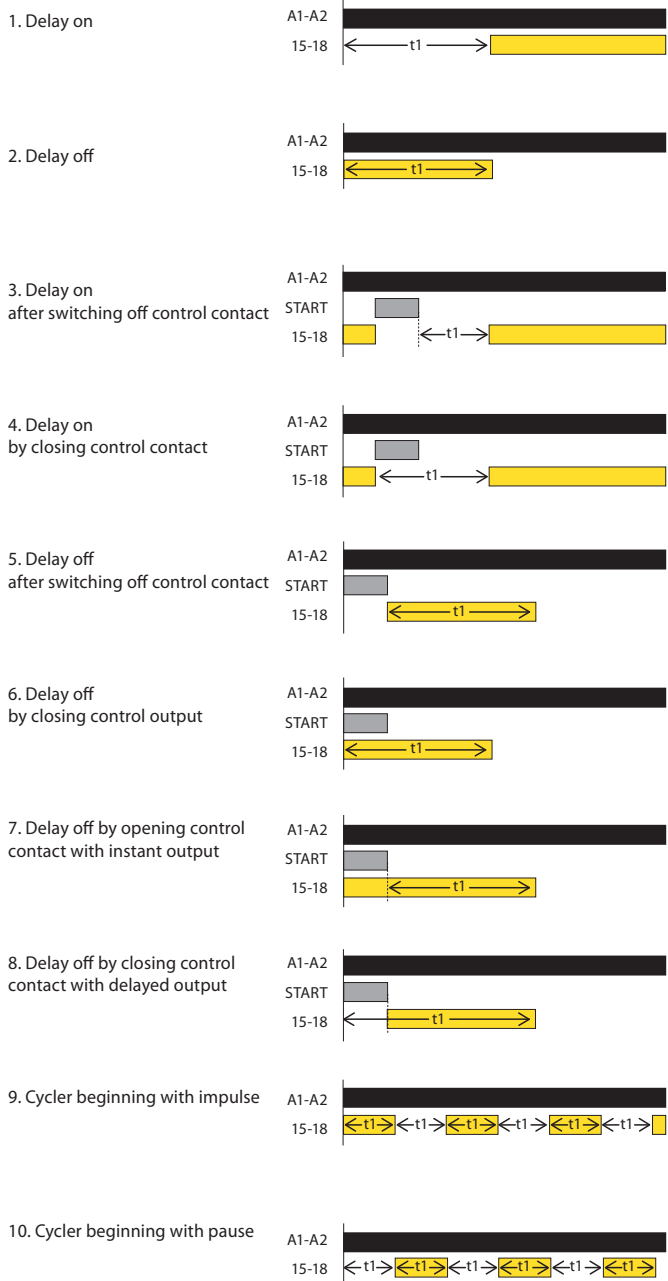 1. Delay on
A1-A2
15-18
t1
2. Delay off
A1-A2
15-18
t1
3. Delay on
after switching off control contact
A1-A2
START
15-18
t1
4. Delay on
by closing control contact
A1-A2
START
15-18
t1
5. Delay off
after switching off control contact
A1-A2
START
15-18
t1
6. Delay off
by closing control output
A1-A2
START
15-18
t1
7. Delay off by opening control
contact with instant output
A1-A2
START
15-18
t1
8. Delay off by closing control
contact with delayed output
A1-A2
START
15-18
t1
9. Cycler beginning with impulse
A1-A2
15-18
t1 t1 t1 t1 t1 t1
10. Cycler beginning with pause
A1-A2
15-18
t1 t1 t1 t1 t1 t1